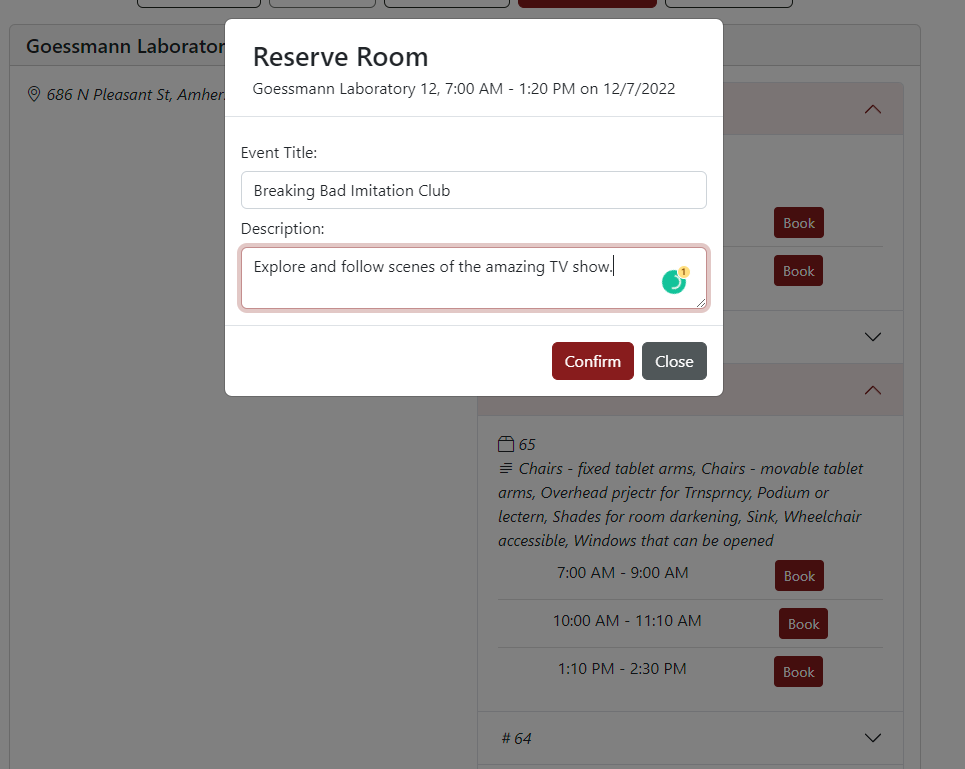 Goessmann Laborator
Reserve Room
Goessmann Laboratory 12, 7:00 AM - 1:20 PM on 12/7/2022
686 N Pleasant St, Amher
Event Title:
Breaking Bad Imitation Club
Description:
Explore and follow scenes of the amazing TV show.
1
Book
Book
Confirm
Close
65
Chairs - fixed tablet arms, Chairs - movable tablet
arms, Overhead prjectr for Trnsprncy, Podium or
lectern, Shades for room darkening, Sink, Wheelchair
accessible, Windows that can be opened
7:00 AM - 9:00 AM Book
10:00 AM - 11:10 AM Book
1:10 PM - 2:30 PM Book
# 64